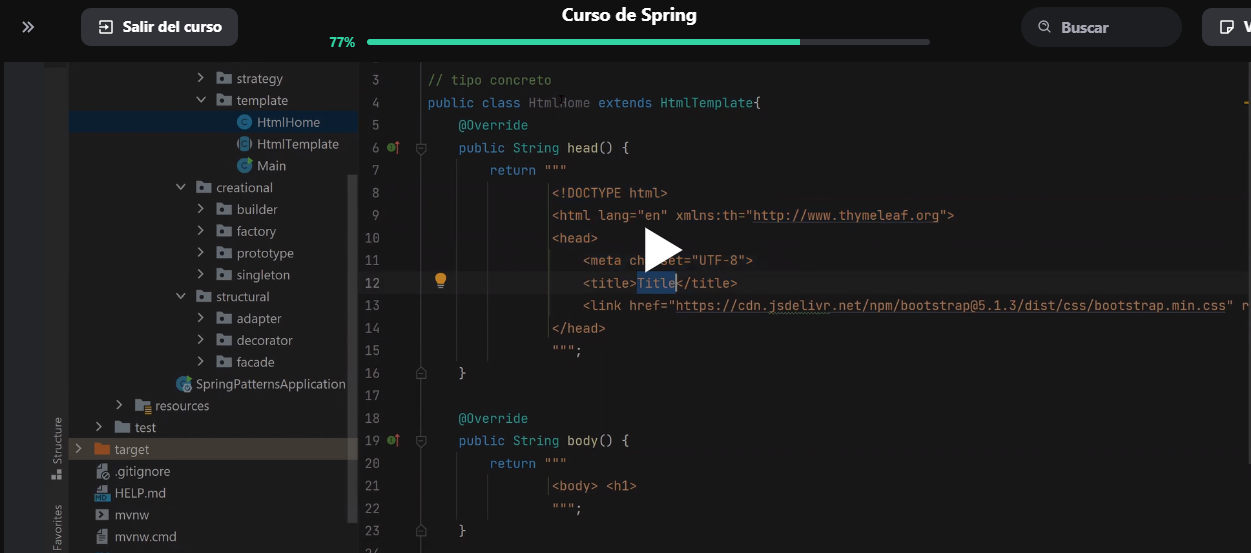 Curso de Spring
Salir del curso
77%
Buscar
strategy
template
HtmlHome
HtmlTemplate
Main
creational
builder
factory
prototype
singleton
structural
adapter
decorator
facade
SpringPatternsApplication
resources
test
target
.gitignore
HELP.md
mvnw
mvnw.cmd
Structure
Favorites
3 // tipo concreto
4 public class HtmlHome extends HtmlTemplate{
5 @Override
6 public String head() {
7 return """
8 <!DOCTYPE html>
9 <html lang="en" xmlns:th="http://www.thymeleaf.org">
10 <head>
11 <meta ch set="UTF-8">
12 <title>Title</title>
13 <link href="https://cdn.jsdelivr.net/npm/bootstrap@5.1.3/dist/css/bootstrap.min.css" r
14 </head>
15 """;
16 }
17
18 @Override
19 public String body() {
20 return """
21 <body> <h1>
22 """;
23 }